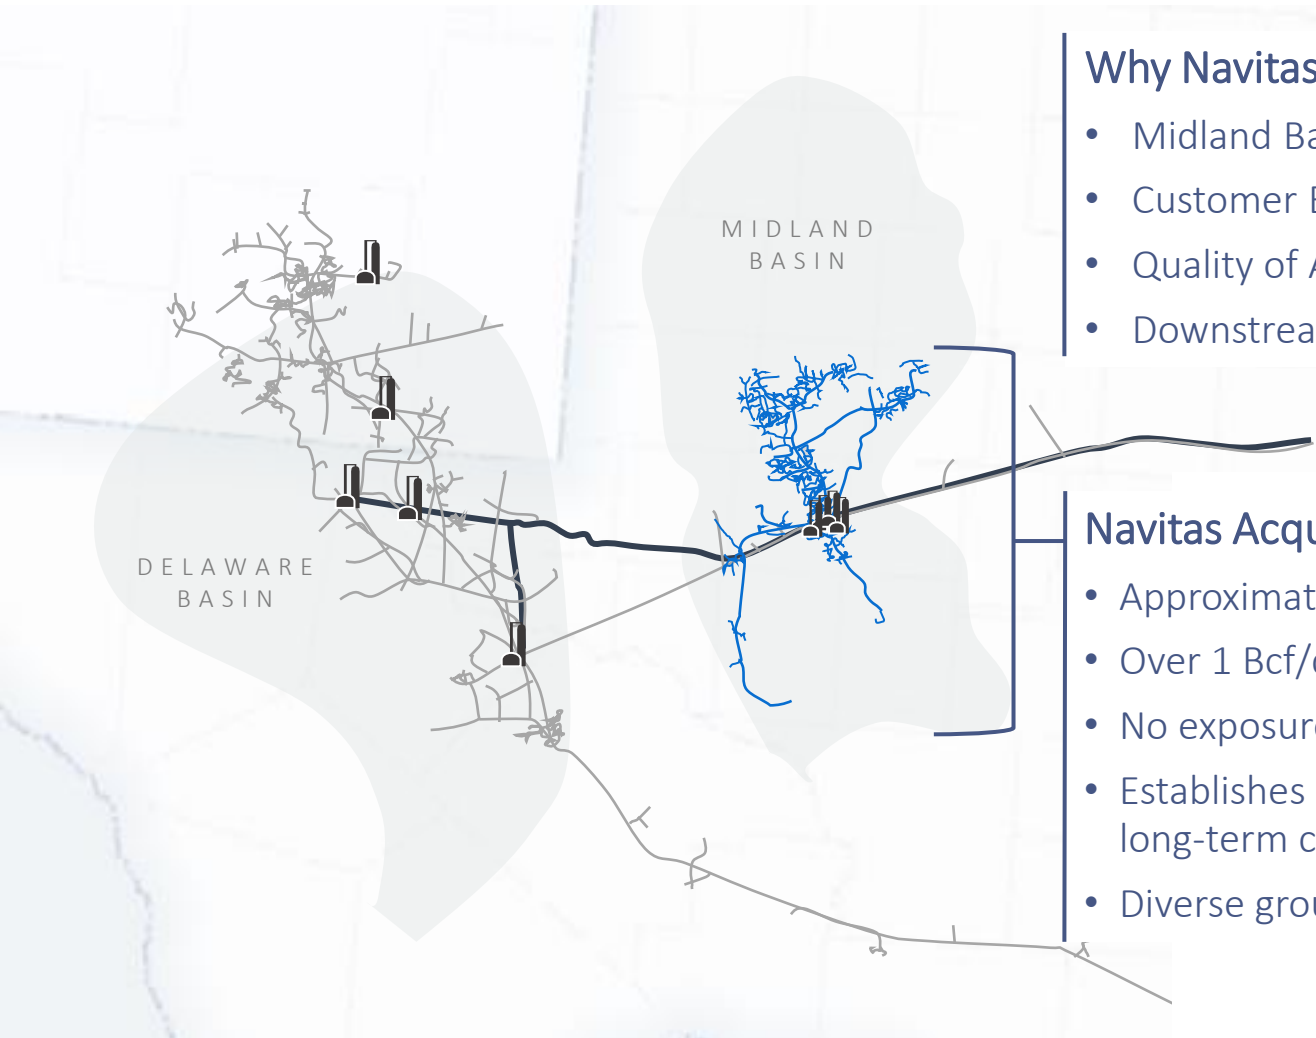 Why Navitas
• Midland Ba
• Customer
• Quality of
• Downstrea
MIDLAND
BASIN
DELAWARE
BASIN
Navitas Acqu
• Approximat
• Over 1 Bcf/
• No exposur
• Establishes
long-term c
• Diverse grou